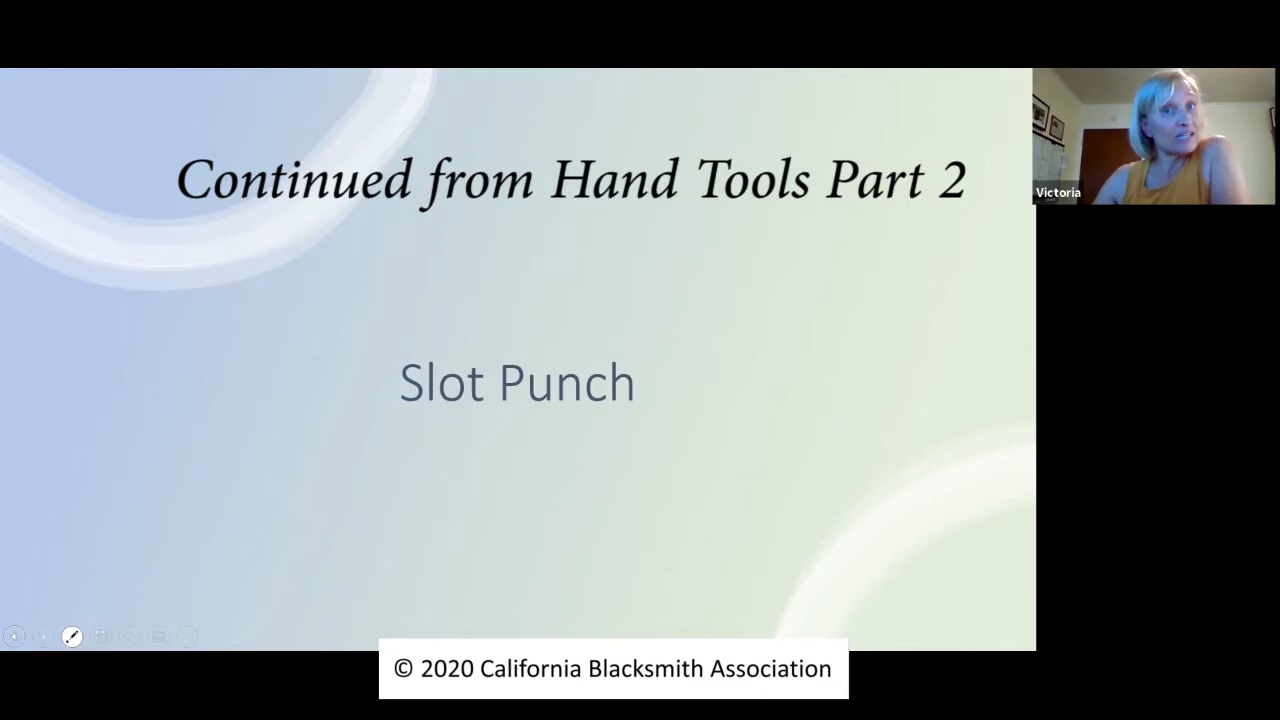 Continued from Hand Tools Part 2
Victoria
Slot Punch
© 2020 California Blacksmith Association